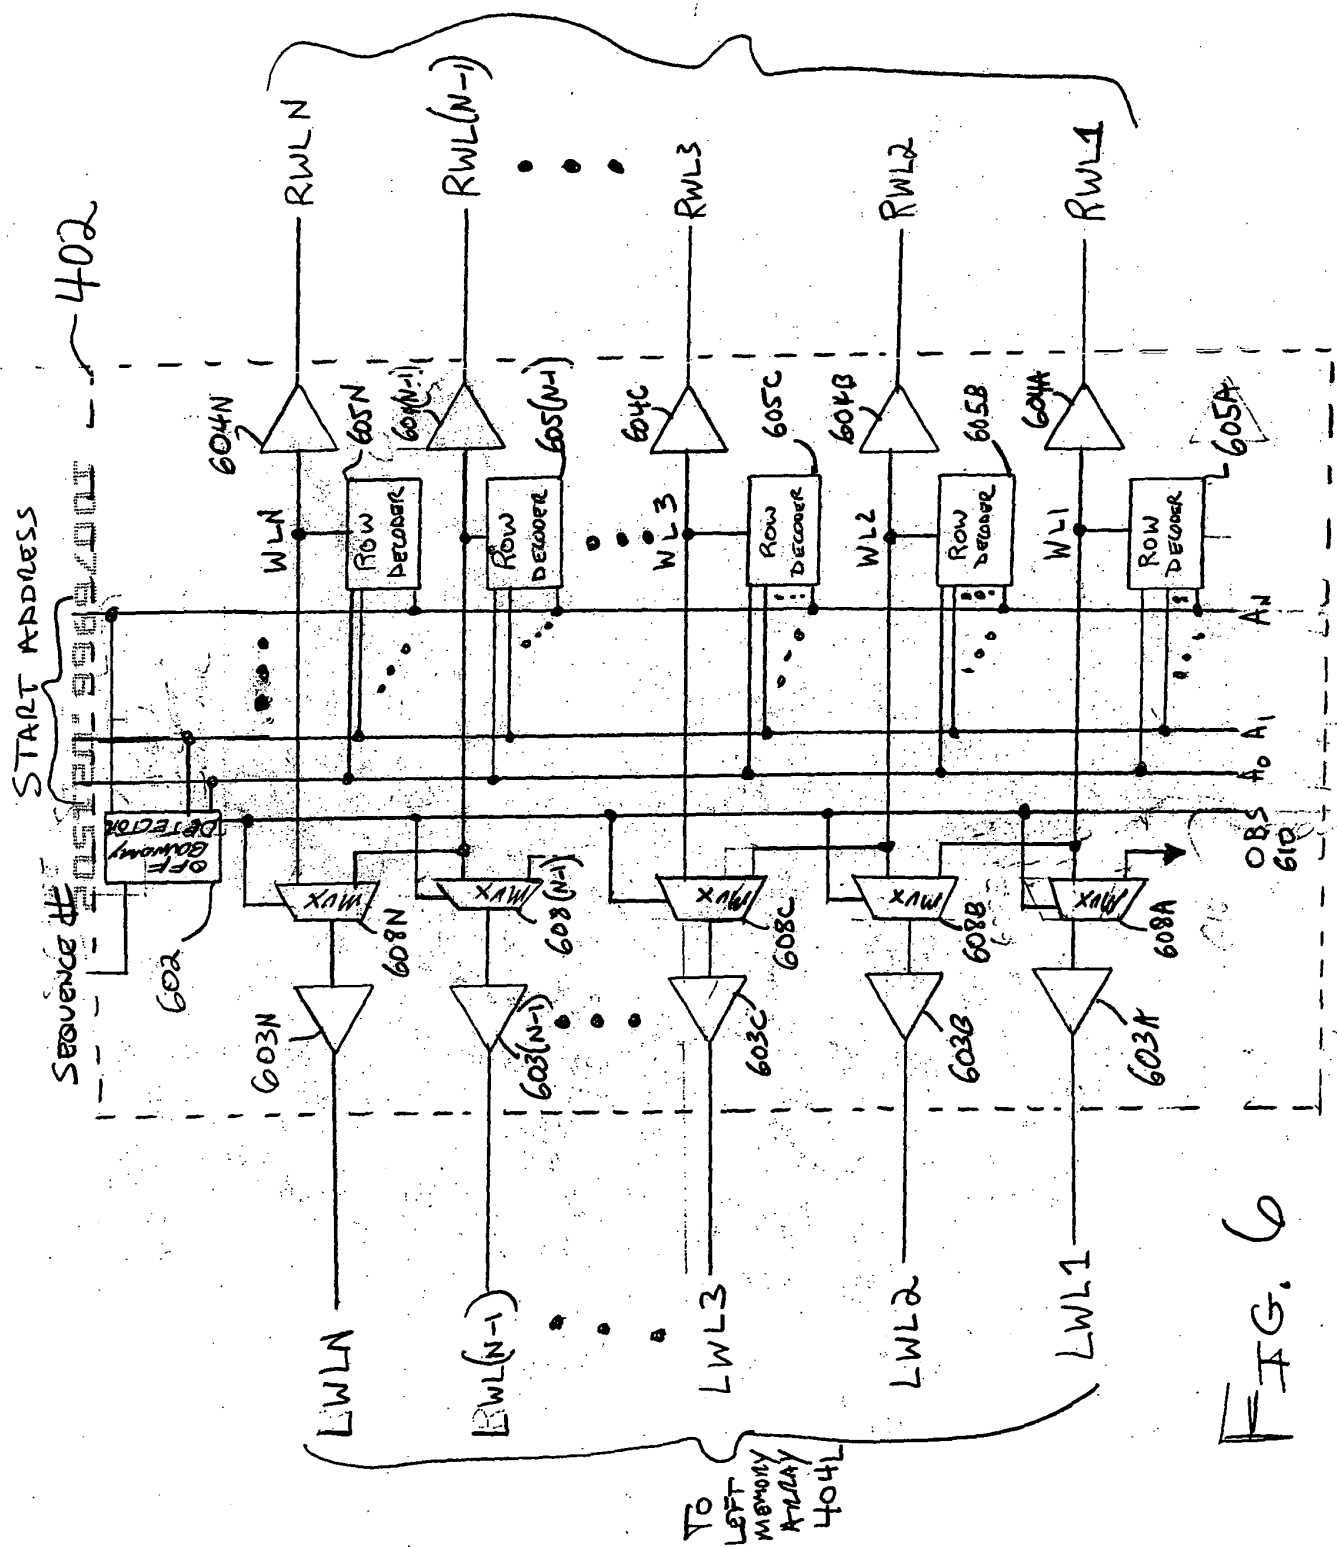 START ADDRESS
SEQUENCE #
402
OFF
BOUNDARY
DETECTOR
602
RWLN
604N
WLN
ROW
DECODER
605N
MUX
608N
603N
LWLN
RWL(N-1)
604(N-1)
ROW
DECODER
605(N-1)
MUX
608(N-1)
603(N-1)
RWL(N-1)
RWL3
604C
WL3
ROW
DECODER
605C
MUX
608C
603C
LWL3
RWL2
604B
WL2
ROW
DECODER
605B
MUX
608B
603B
LWL2
RWL1
604A
WL1
ROW
DECODER
605A
MUX
608A
603A
LWL1
AN
A1
A0
OBS
610
TO
LEFT
MEMORY
ARRAY
404L
FIG. 6